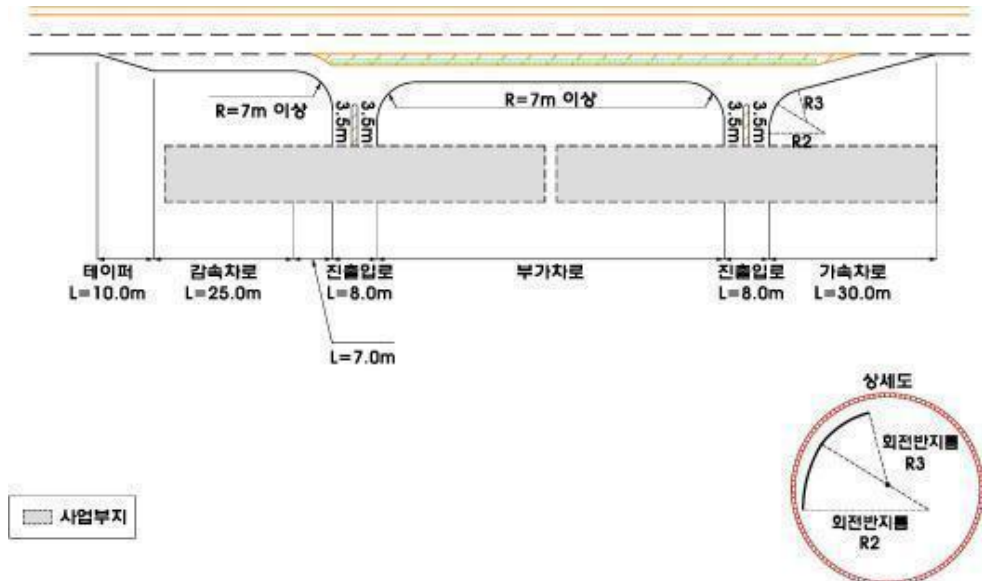 R=7m 이상
3.5m
3.5m
R=7m 이상
3.5m
3.5m
R3
R2
테이퍼
L=10.0m
감속차로
L=25.0m
진출입로
L=8.0m
부가차로
진출입로
L=8.0m
가속차로
L=30.0m
L=7.0m
상세도
회전반지름
R3
회전반지름
R2
사업부지